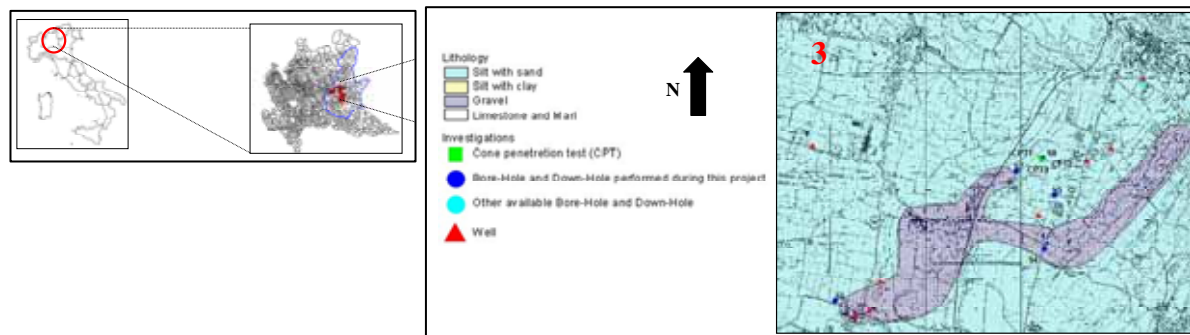 Lithology
Silt with sand
Silt with clay
Gravel
Limestone and Marl
Investigations
Cone penetretion test (CPT)
Bore-Hole and Down-Hole performed during this project
Other available Bore-Hole and Down-Hole
Well
N
3